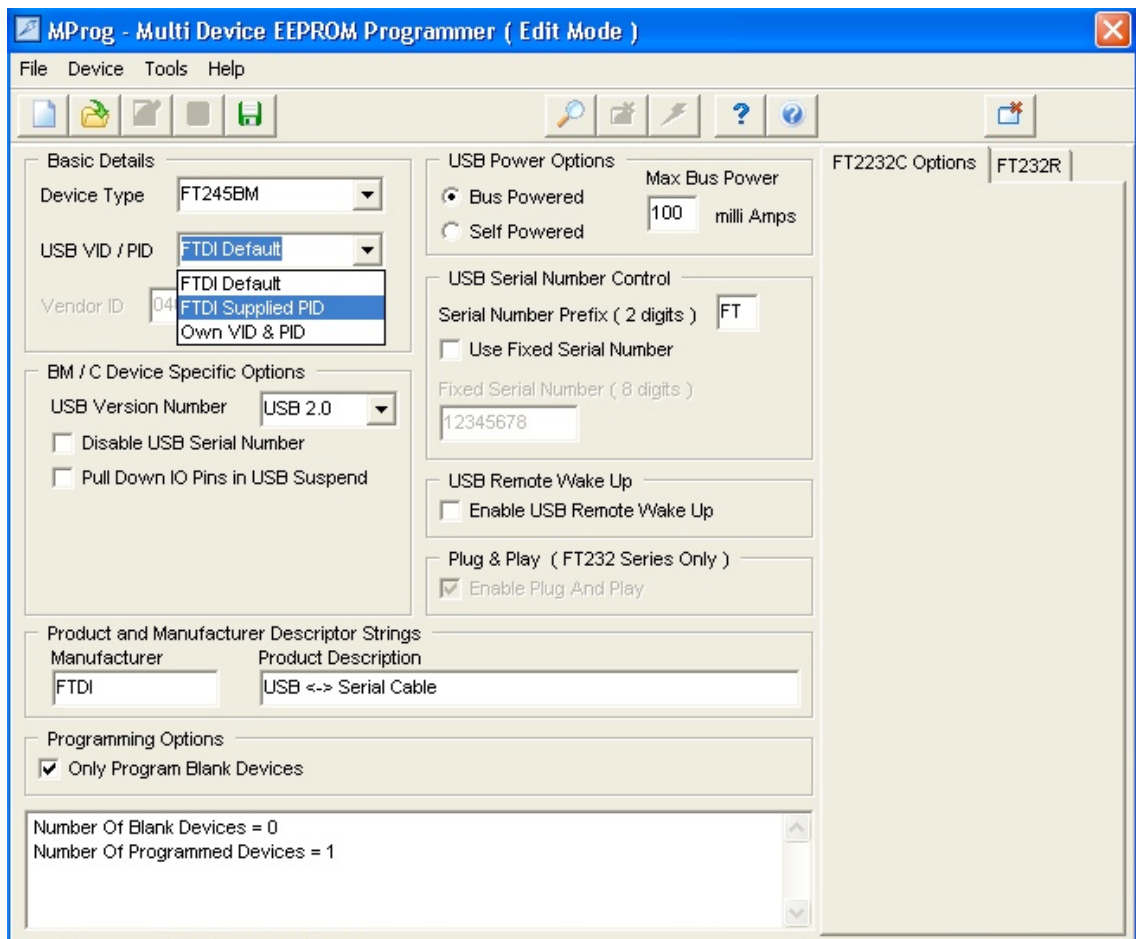 MProg - Multi Device EEPROM Programmer ( Edit Mode )
File Device Tools Help
Basic Details
Device Type FT245BM
USB VID / PID FTDI Default
FTDI Default
FTDI Supplied PID
Own VID & PID
Vendor ID 04
BM / C Device Specific Options
USB Version Number USB 2.0
Disable USB Serial Number
Pull Down IO Pins in USB Suspend
USB Power Options
Bus Powered
Self Powered
Max Bus Power
100 milli Amps
USB Serial Number Control
Serial Number Prefix ( 2 digits ) FT
Use Fixed Serial Number
Fixed Serial Number ( 8 digits )
12345678
USB Remote Wake Up
Enable USB Remote Wake Up
Plug & Play ( FT232 Series Only )
Enable Plug And Play
Product and Manufacturer Descriptor Strings
Manufacturer Product Description
FTDI USB <-> Serial Cable
Programming Options
Only Program Blank Devices
Number Of Blank Devices = 0
Number Of Programmed Devices = 1
FT2232C Options FT232R